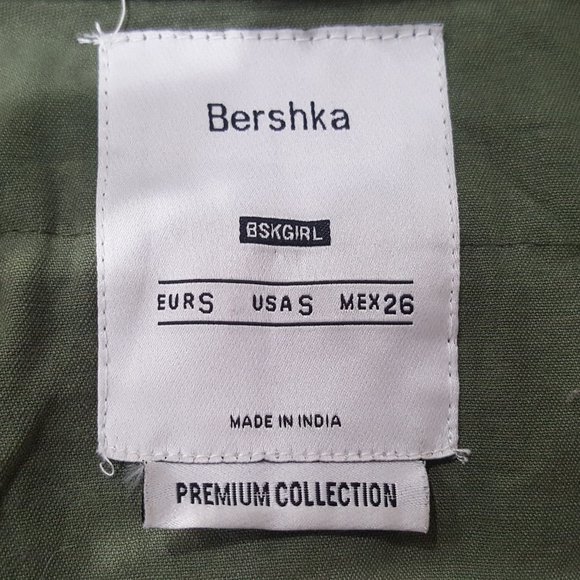 Bershka
BSKGIRL
EUR S USA S MEX 26
MADE IN INDIA
PREMIUM COLLECTION